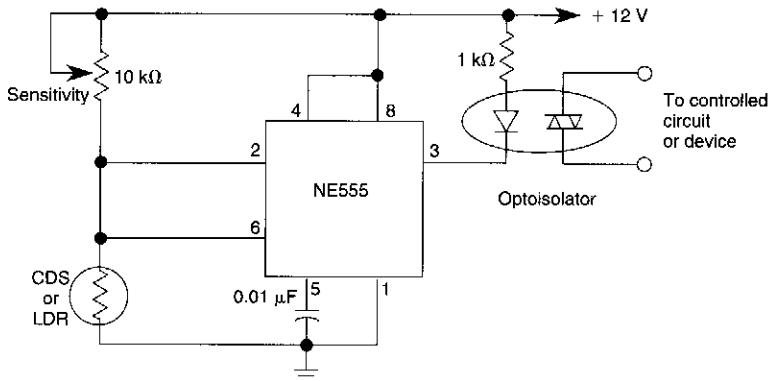 + 12 V
1 kΩ
10 kΩ
Sensitivity
To controlled
circuit
or device
4
8
2
3
NE555
Optoisolator
6
CDS
or
LDR
0.01 µF
5
1